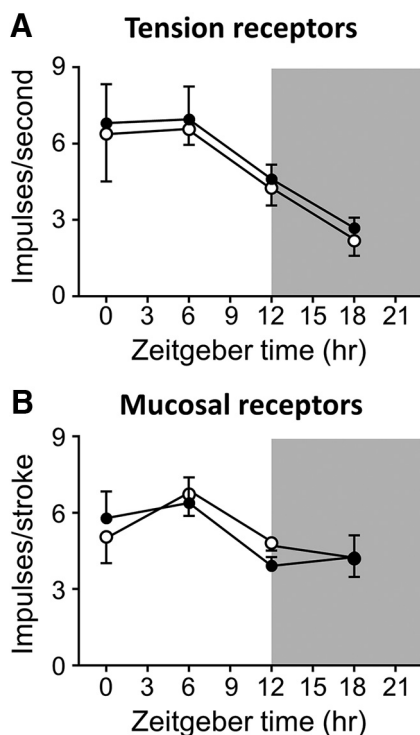 A Tension receptors
Impulses/second
9
6
3
0
0 3 6 9 12 15 18 21
Zeitgeber time (hr)
B Mucosal receptors
Impulses/stroke
9
6
3
0
0 3 6 9 12 15 18 21
Zeitgeber time (hr)